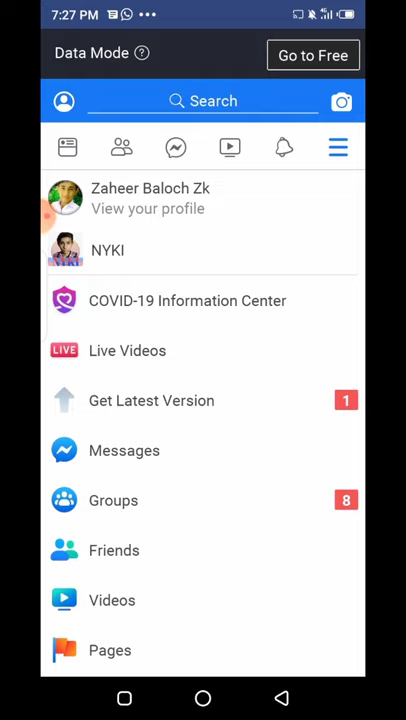 7:27 PM
4G
Data Mode
Go to Free
Search
Zaheer Baloch Zk
View your profile
NYKI
COVID-19 Information Center
LIVE Live Videos
Get Latest Version 1
Messages
Groups 8
Friends
Videos
Pages